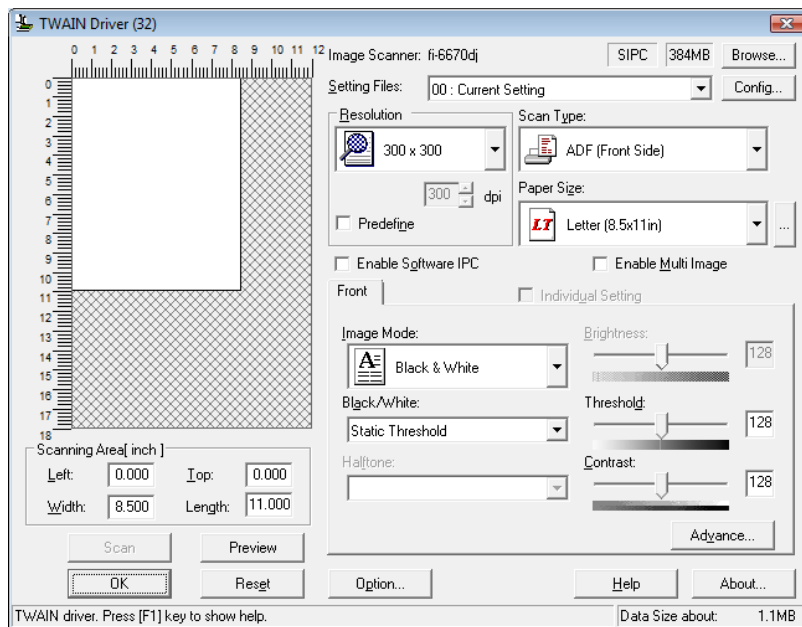 TWAIN Driver (32)
0 1 2 3 4 5 6 7 8 9 10 11 12
Image Scanner: fi-6670dj
SIPC
384MB
Browse...
Setting Files:
00 : Current Setting
Config...
0
1
2
3
4
5
6
7
8
9
10
11
12
13
14
15
16
17
18
Resolution
300 x 300
300
dpi
Predefine
Scan Type:
ADF (Front Side)
Paper Size:
LT
Letter (8.5x11in)
...
Enable Software IPC
Enable Multi Image
Front
Individual Setting
Image Mode:
A
Black & White
Black/White:
Static Threshold
Halftone:
Brightness:
128
Threshold:
128
Contrast:
128
Advance...
Scanning Area[ inch ]
Left: 0.000 Top: 0.000
Width: 8.500 Length: 11.000
Scan
Preview
OK
Reset
Option...
Help
About...
TWAIN driver. Press [F1] key to show help.
Data Size about: 1.1MB